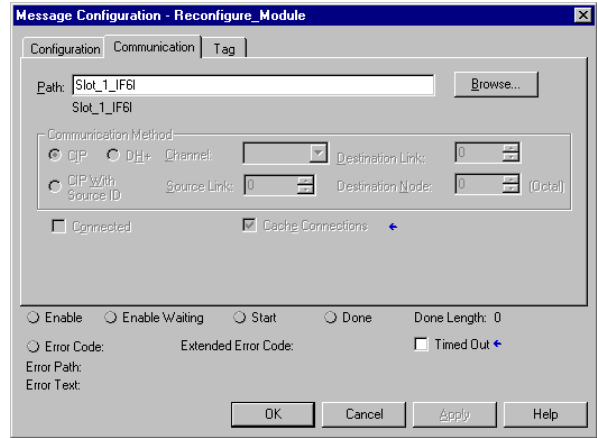 Message Configuration - Reconfigure_Module
Configuration Communication Tag
Path: Slot_1_IF6I Browse...
Slot_1_IF6I
Communication Method
CIP DH+ Channel: Destination Link: 0
CIP With Source ID Source Link: 0 Destination Node: 0 (Octal)
Connected Cache Connections
Enable Enable Waiting Start Done Done Length: 0
Error Code: Extended Error Code: Timed Out
Error Path:
Error Text:
OK Cancel Apply Help